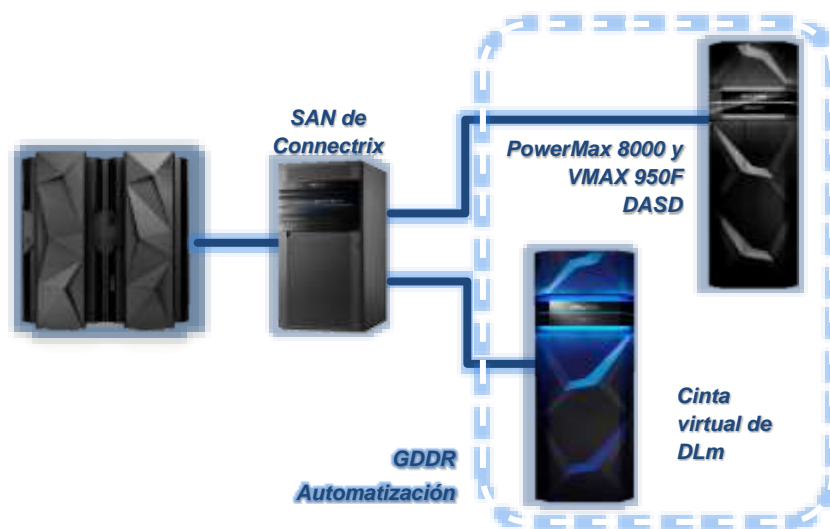 SAN de
Connectrix
PowerMax 8000 y
VMAX 950F
DASD
Cinta
virtual de
DLm
GDDR
Automatización